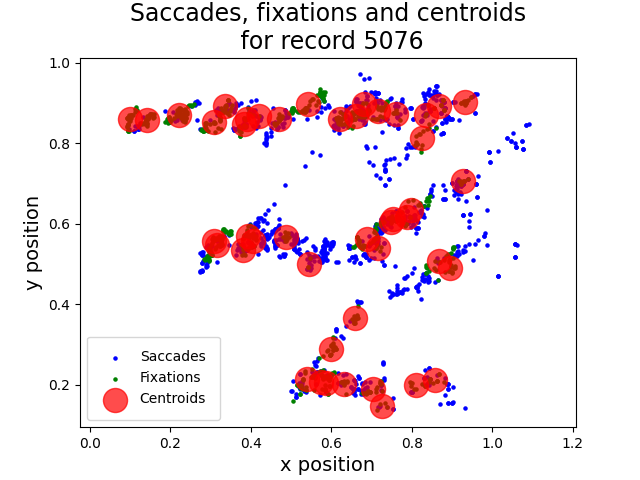 Saccades, fixations and centroids
for record 5076
y position
1.0
0.8
0.6
0.4
0.2
Saccades
Fixations
Centroids
0.0 0.2 0.4 0.6 0.8 1.0 1.2
x position